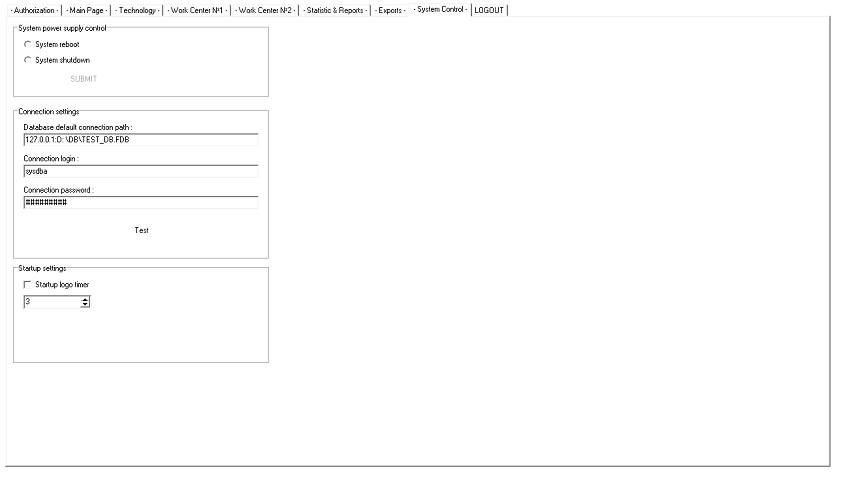 · Authorization · · Main Page · · Technology · · Work Center №1 · · Work Center №2 · · Statistic & Reports · · Exports · · System Control · LOGOUT
System power supply control
System reboot
System shutdown
SUBMIT
Connection settings
Database default connection path :
127.0.0.1:D: \DB\TEST_DB.FDB
Connection login :
sysdba
Connection password :
#########
Test
Startup settings
Startup logo timer
3